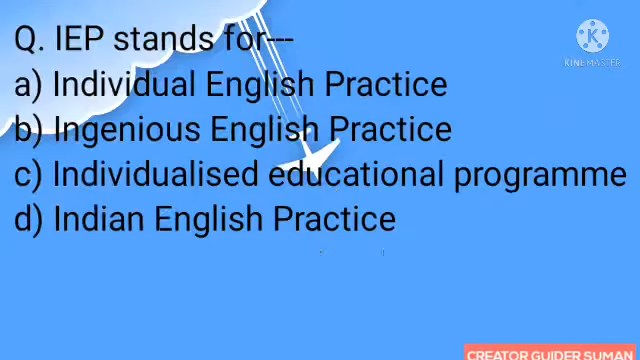 Q. IEP stands for---
a) Individual English Practice
b) Ingenious English Practice
c) Individualised educational programme
d) Indian English Practice
K
KINEMASTER
CREATOR GUIDER SUMAN